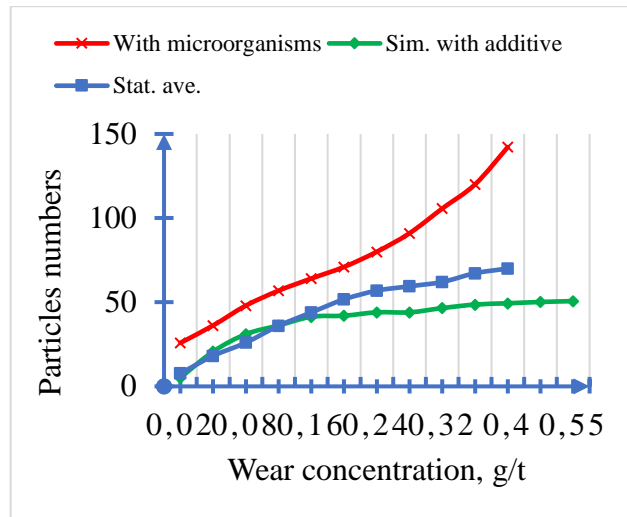 With microorganisms
Sim. with additive
Stat. ave.
150
100
50
0
Particles numbers
0,020,080,160,240,32 0,4 0,55
Wear concentration, g/t